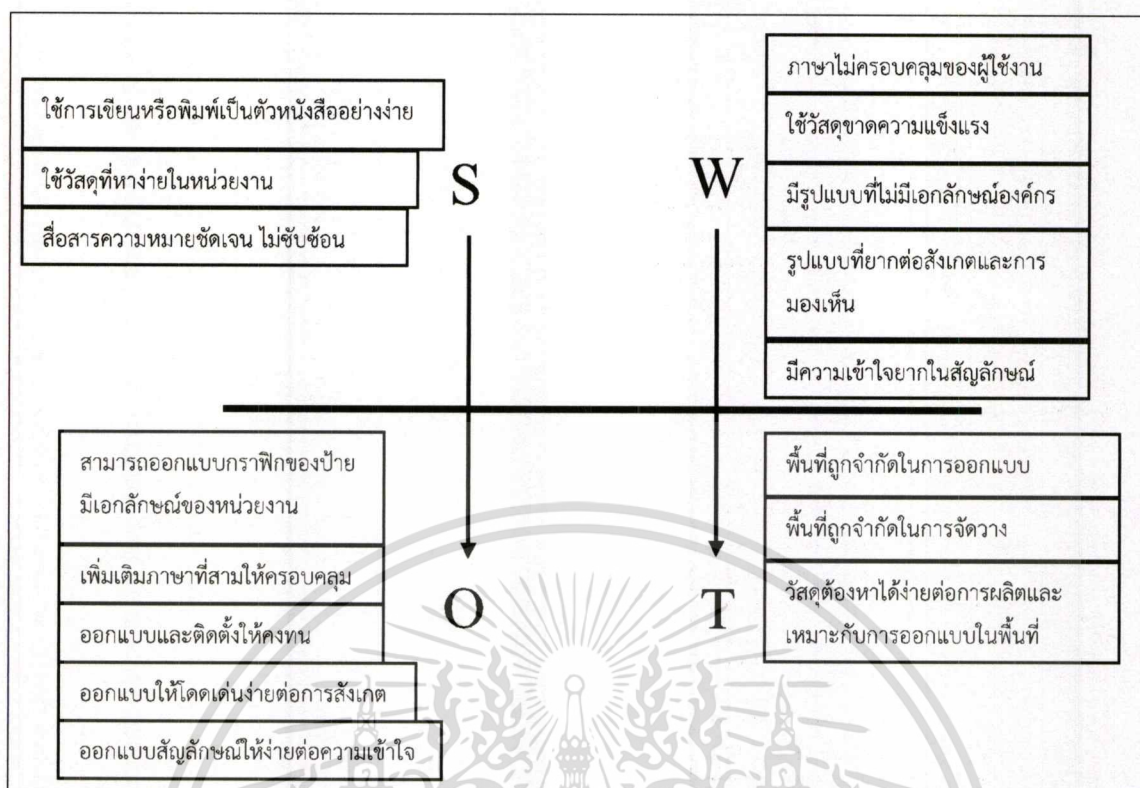 ใช้การเขียนหรือพิมพ์เป็นตัวหนังสืออย่างง่าย
ใช้วัสดุที่หาง่ายในหน่วยงาน
สื่อสารความหมายชัดเจน ไม่ซับซ้อน
S
W
ภาษาไม่ครอบคลุมของผู้ใช้งาน
ใช้วัสดุขาดความแข็งแรง
มีรูปแบบที่ไม่มีเอกลักษณ์องค์กร
รูปแบบที่ยากต่อสังเกตและการ
มองเห็น
มีความเข้าใจยากในสัญลักษณ์
สามารถออกแบบกราฟิกของป้าย
มีเอกลักษณ์ของหน่วยงาน
เพิ่มเติมภาษาที่สามให้ครอบคลุม
ออกแบบและติดตั้งให้คงทน
ออกแบบให้โดดเด่นง่ายต่อการสังเกต
ออกแบบสัญลักษณ์ให้ง่ายต่อความเข้าใจ
O
T
พื้นที่ถูกจำกัดในการออกแบบ
พื้นที่ถูกจำกัดในการจัดวาง
วัสดุต้องหาได้ง่ายต่อการผลิตและ
เหมาะกับการออกแบบในพื้นที่